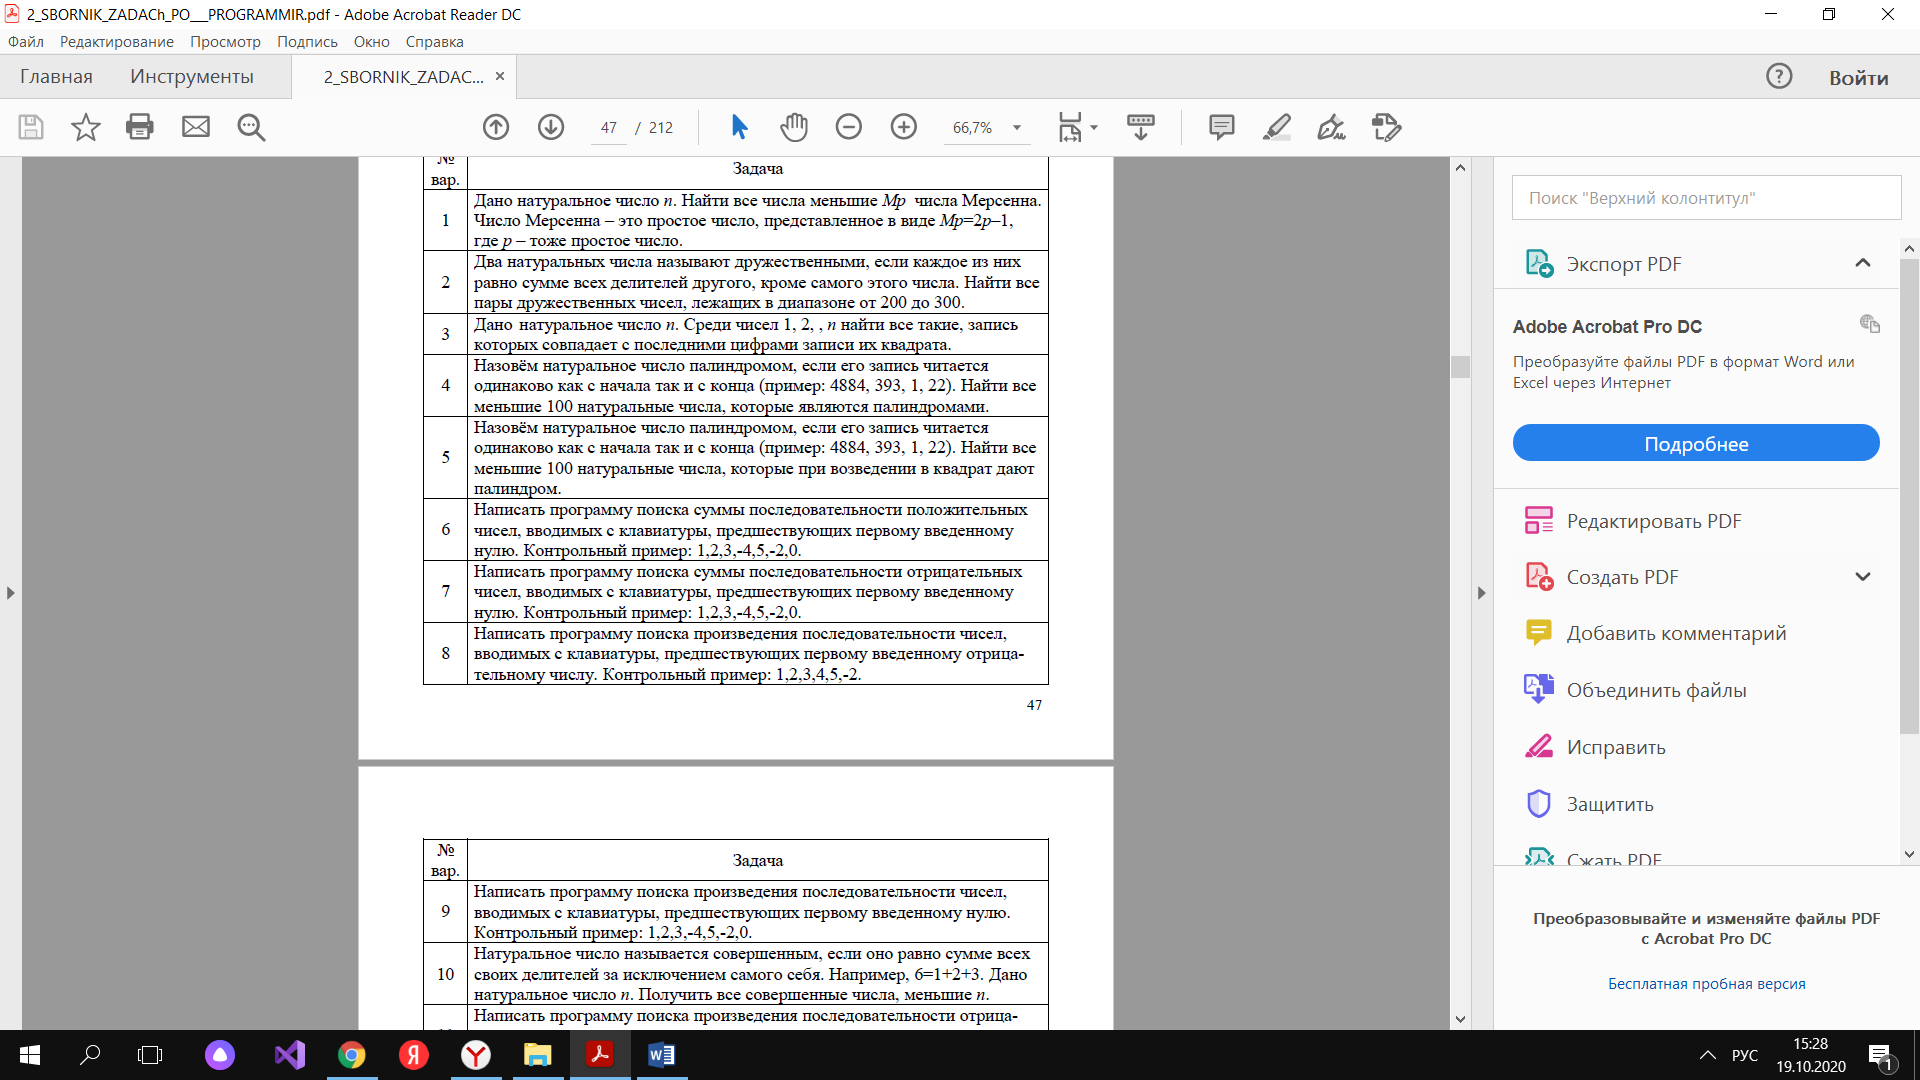 2_SBORNIK_ZADACh_PO___PROGRAMMIR.pdf - Adobe Acrobat Reader DC
Файл Редактирование Просмотр Подпись Окно Справка
Главная Инструменты 2_SBORNIK_ZADAC... × ? Войти
47 / 212 66,7%
№
вар.
Задача
1
Дано натуральное число n. Найти все числа меньшие Mp числа Мерсенна.
Число Мерсенна – это простое число, представленное в виде Mp=2p–1,
где p – тоже простое число.
2
Два натуральных числа называют дружественными, если каждое из них
равно сумме всех делителей другого, кроме самого этого числа. Найти все
пары дружественных чисел, лежащих в диапазоне от 200 до 300.
3
Дано натуральное число n. Среди чисел 1, 2, , n найти все такие, запись
которых совпадает с последними цифрами записи их квадрата.
4
Назовём натуральное число палиндромом, если его запись читается
одинаково как с начала так и с конца (пример: 4884, 393, 1, 22). Найти все
меньшие 100 натуральные числа, которые являются палиндромами.
5
Назовём натуральное число палиндромом, если его запись читается
одинаково как с начала так и с конца (пример: 4884, 393, 1, 22). Найти все
меньшие 100 натуральные числа, которые при возведении в квадрат дают
палиндром.
6
Написать программу поиска суммы последовательности положительных
чисел, вводимых с клавиатуры, предшествующих первому введенному
нулю. Контрольный пример: 1,2,3,-4,5,-2,0.
7
Написать программу поиска суммы последовательности отрицательных
чисел, вводимых с клавиатуры, предшествующих первому введенному
нулю. Контрольный пример: 1,2,3,-4,5,-2,0.
8
Написать программу поиска произведения последовательности чисел,
вводимых с клавиатуры, предшествующих первому введенному отрица-
тельному числу. Контрольный пример: 1,2,3,4,5,-2.
47
№
вар.
Задача
9
Написать программу поиска произведения последовательности чисел,
вводимых с клавиатуры, предшествующих первому введенному нулю.
Контрольный пример: 1,2,3,-4,5,-2,0.
10
Натуральное число называется совершенным, если оно равно сумме всех
своих делителей за исключением самого себя. Например, 6=1+2+3. Дано
натуральное число n. Получить все совершенные числа, меньшие n.
Написать программу поиска произведения последовательности отрица-
Поиск "Верхний колонтитул"
Экспорт PDF
Adobe Acrobat Pro DC
Преобразуйте файлы PDF в формат Word или
Excel через Интернет
Подробнее
Редактировать PDF
Создать PDF
Добавить комментарий
Объединить файлы
Исправить
Защитить
Сжать PDF
Преобразовывайте и изменяйте файлы PDF
с Acrobat Pro DC
Бесплатная пробная версия
Я Y W РУС
15:28
19.10.2020
1